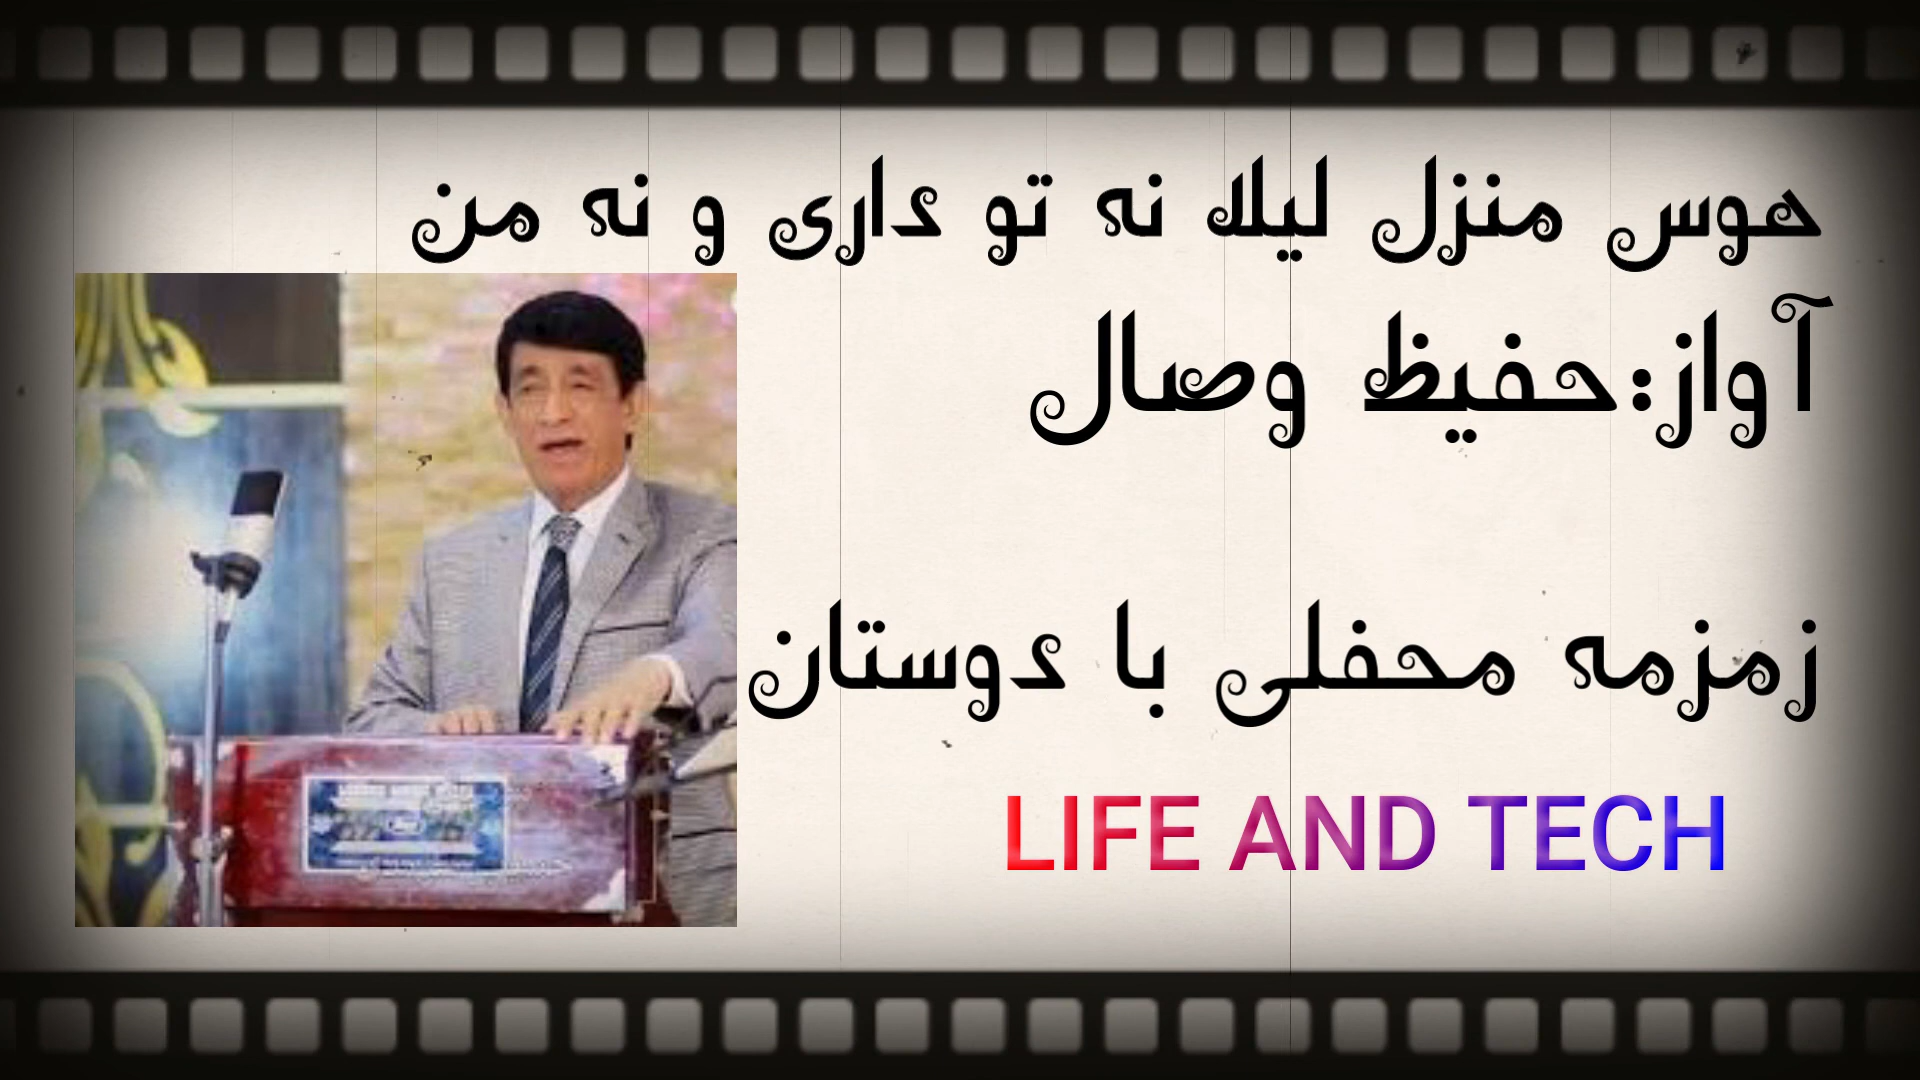 هوس منزل لیلا نه تو داری و نه من
آواز:حفیظ وصال
زمزمه محفلی با دوستان
LIFE AND TECH